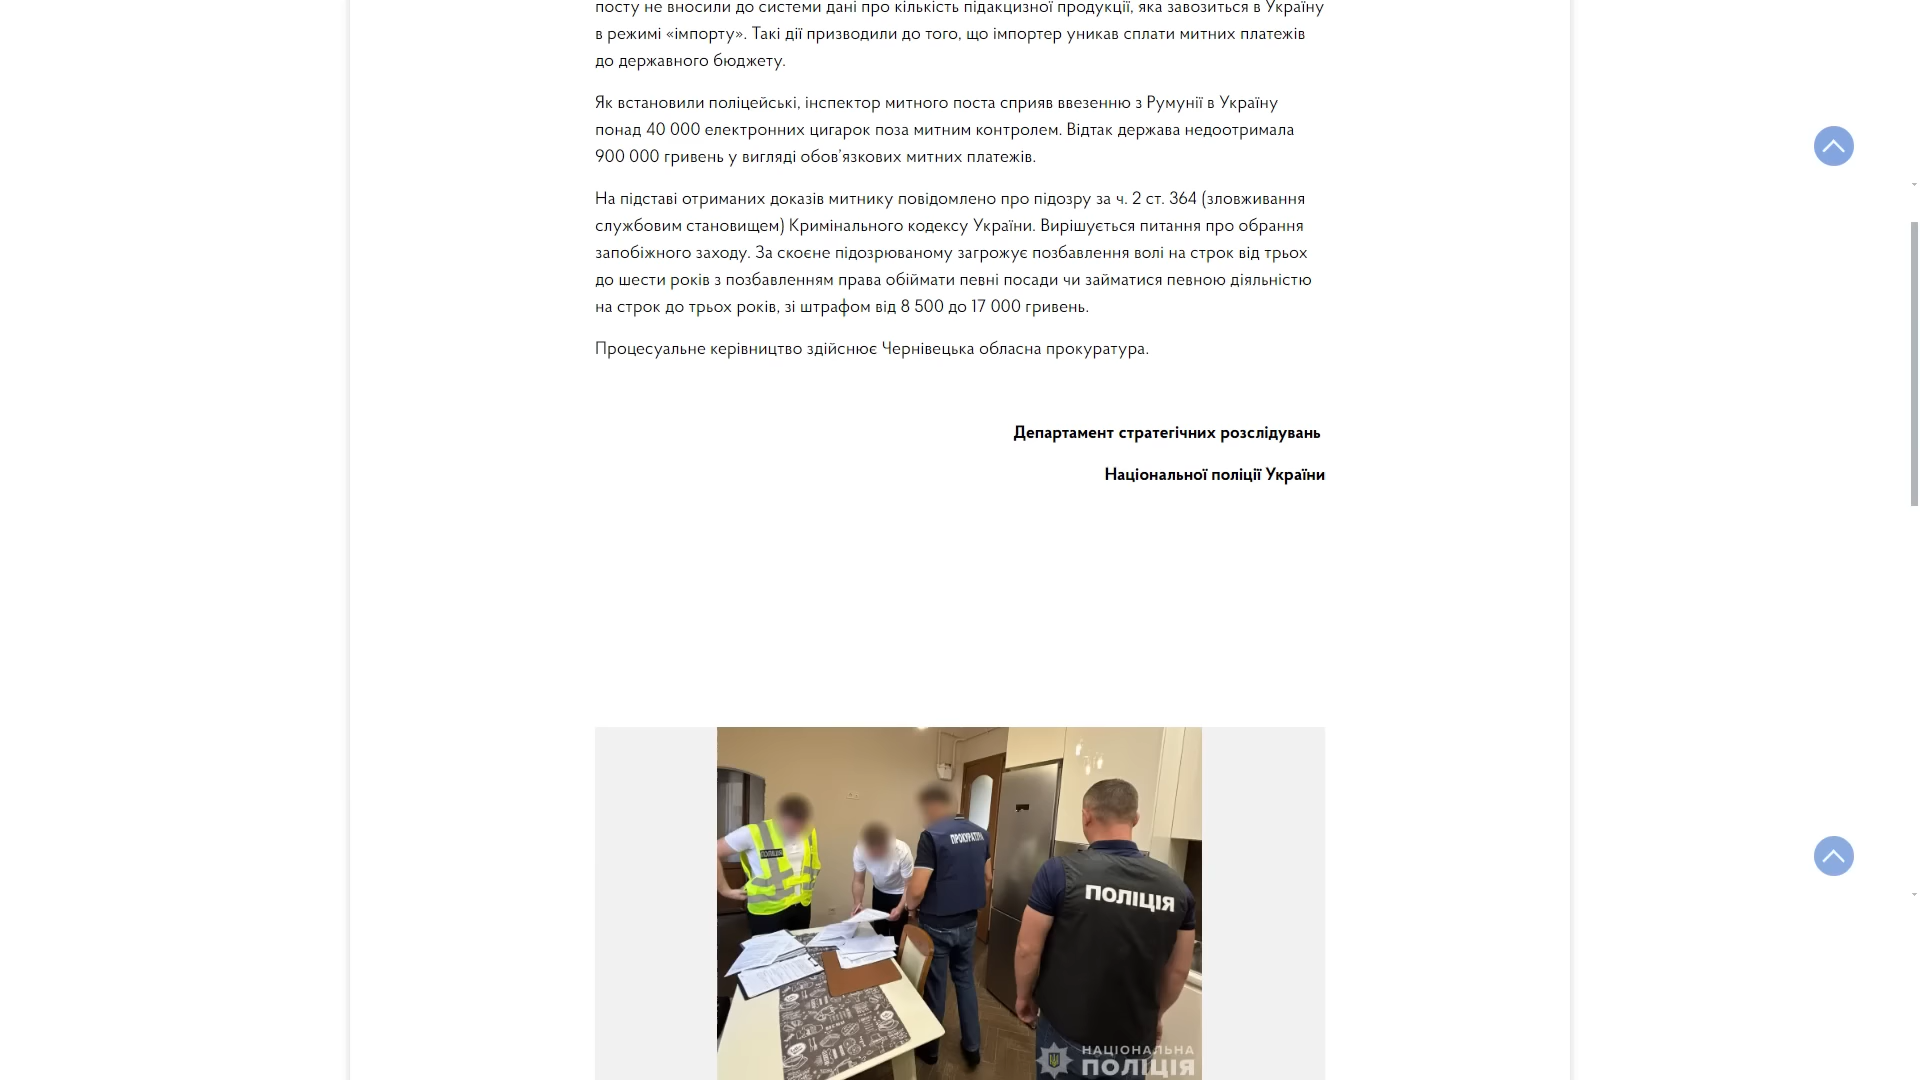 посту не вносили до системи дані про кількість підакцизної продукції, яка завозиться в Україну
в режимі «імпорту». Такі дії призводили до того, що імпортер уникав сплати митних платежів
до державного бюджету.
Як встановили поліцейські, інспектор митного поста сприяв ввезенню з Румунії в Україну
понад 40 000 електронних цигарок поза митним контролем. Відтак держава недоотримала
900 000 гривень у вигляді обов’язкових митних платежів.
На підставі отриманих доказів митнику повідомлено про підозру за ч. 2 ст. 364 (зловживання
службовим становищем) Кримінального кодексу України. Вирішується питання про обрання
запобіжного заходу. За скоєне підозрюваному загрожує позбавлення волі на строк від трьох
до шести років з позбавленням права обіймати певні посади чи займатися певною діяльністю
на строк до трьох років, зі штрафом від 8 500 до 17 000 гривень.
Процесуальне керівництво здійснює Чернівецька обласна прокуратура.
Департамент стратегічних розслідувань
Національної поліції України
ПРОКУРАТУРА
ПОЛІЦІЯ
НАЦІОНАЛЬНА
ПОЛІЦІЯ